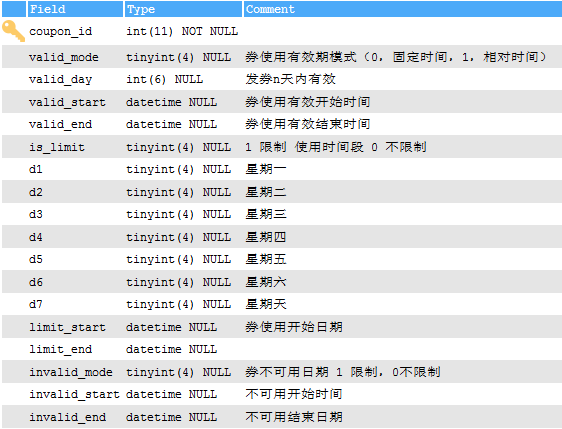 Field Type Comment
coupon_id int(11) NOT NULL
valid_mode tinyint(4) NULL 券使用有效期模式（0, 固定时间, 1, 相对时间）
valid_day int(6) NULL 发券n天内有效
valid_start datetime NULL 券使用有效开始时间
valid_end datetime NULL 券使用有效结束时间
is_limit tinyint(4) NULL 1 限制 使用时间段 0 不限制
d1 tinyint(4) NULL 星期一
d2 tinyint(4) NULL 星期二
d3 tinyint(4) NULL 星期三
d4 tinyint(4) NULL 星期四
d5 tinyint(4) NULL 星期五
d6 tinyint(4) NULL 星期六
d7 tinyint(4) NULL 星期天
limit_start datetime NULL 券使用开始日期
limit_end datetime NULL
invalid_mode tinyint(4) NULL 券不可用日期 1 限制, 0不限制
invalid_start datetime NULL 不可用开始时间
invalid_end datetime NULL 不可用结束日期